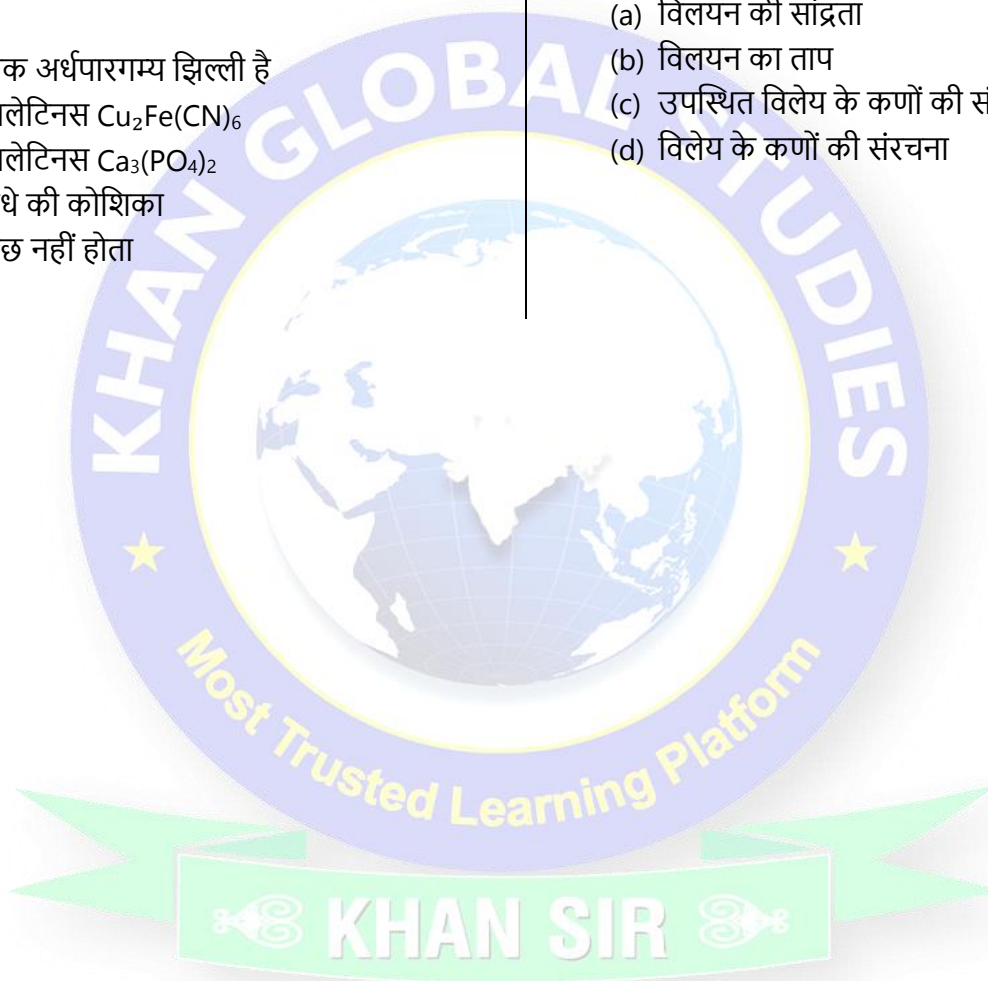 क अर्धपारगम्य झिल्ली है
लेटिनस Cu₂Fe(CN)₆
लेटिनस Ca₃(PO₄)₂
धे की कोशिका
छ नहीं होता
(a) विलयन की सांद्रता
(b) विलयन का ताप
(c) उपस्थित विलेय के कणों की सं
(d) विलेय के कणों की संरचना
KHAN GLOBAL STUDIES
Most Trusted Learning Platform
KHAN SIR